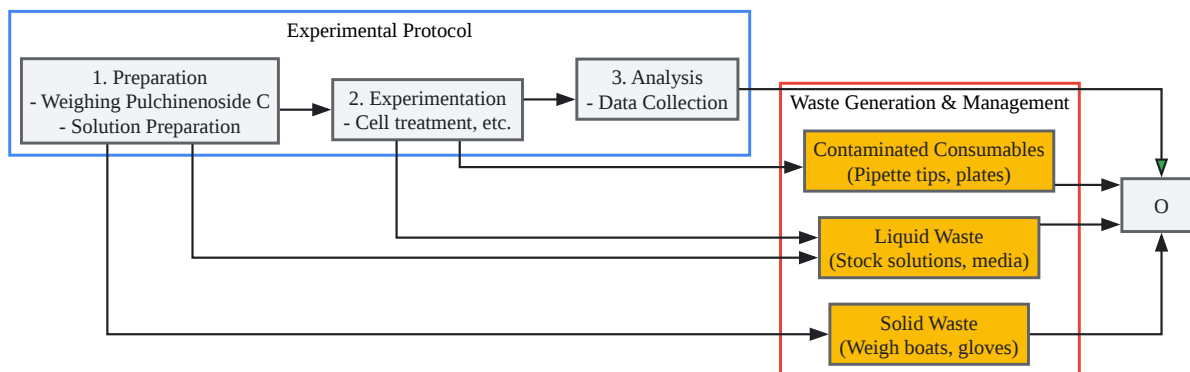 Experimental Protocol
1. Preparation
- Weighing Pulchinenoside C
- Solution Preparation
2. Experimentation
- Cell treatment, etc.
3. Analysis
- Data Collection
Waste Generation & Management
Contaminated Consumables
(Pipette tips, plates)
Liquid Waste
(Stock solutions, media)
Solid Waste
(Weigh boats, gloves)
O